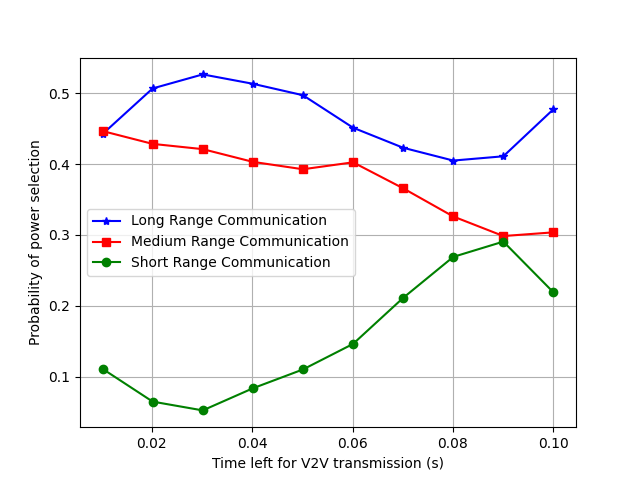 0.5
0.4
0.3
0.2
0.1
Probability of power selection
Long Range Communication
Medium Range Communication
Short Range Communication
0.02 0.04 0.06 0.08 0.10
Time left for V2V transmission (s)